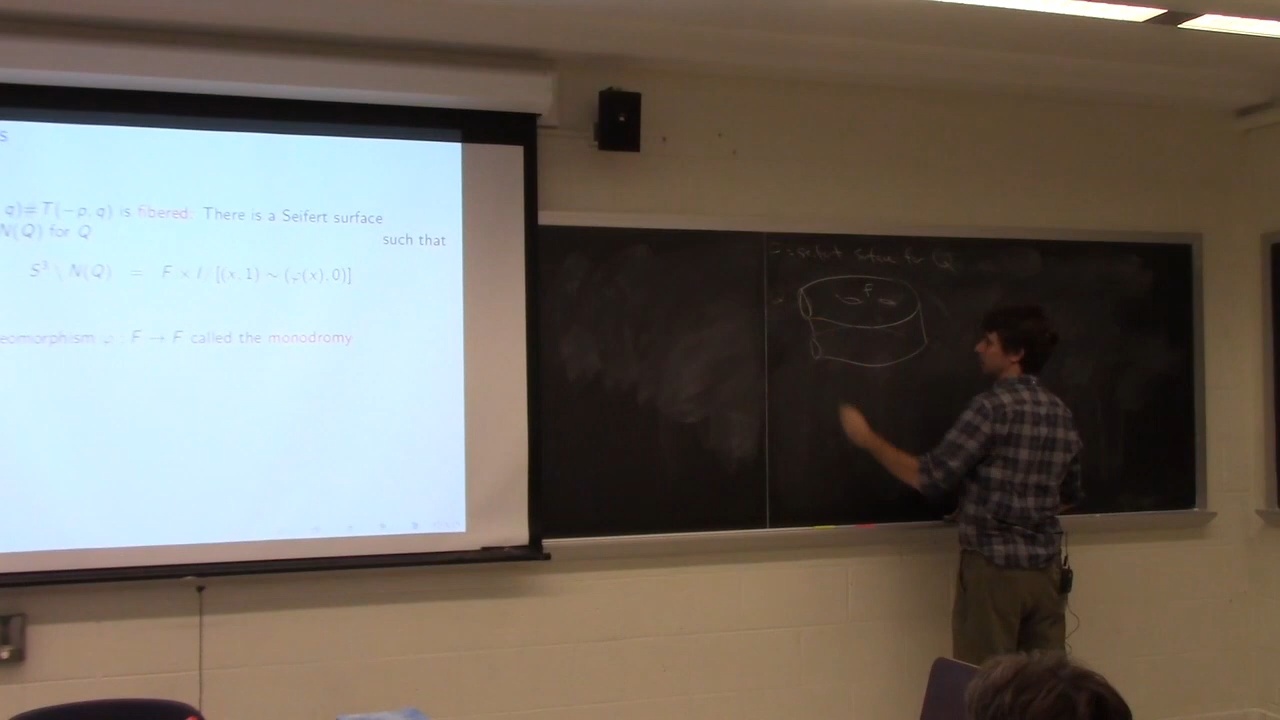 s
q)#T(−p, q) is fibered: There is a Seifert surface
N(Q) for Q
such that
S³ \ N(Q) = F × I / [(x, 1) ∼ (φ(x), 0)]
eomorphism φ : F → F called the monodromy
F = Seifert surface for Q
F